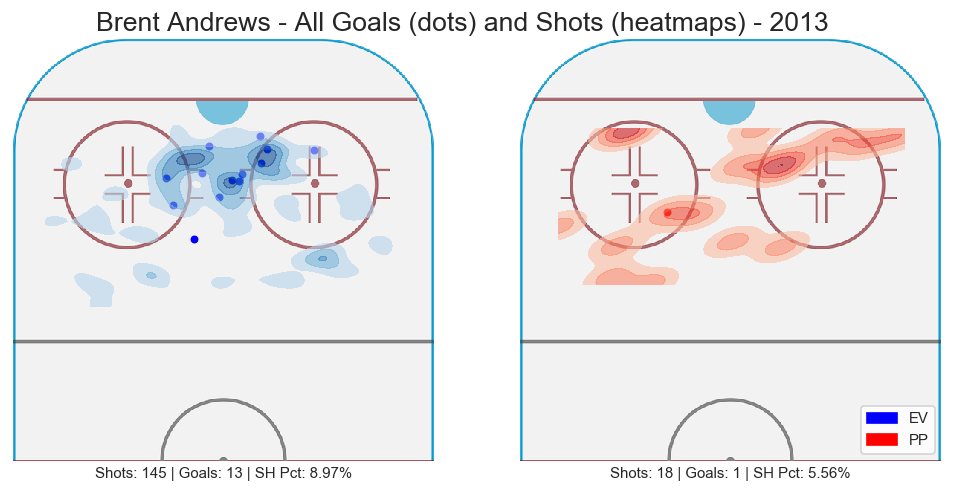 Brent Andrews - All Goals (dots) and Shots (heatmaps) - 2013
EV
PP
Shots: 145 | Goals: 13 | SH Pct: 8.97%
Shots: 18 | Goals: 1 | SH Pct: 5.56%